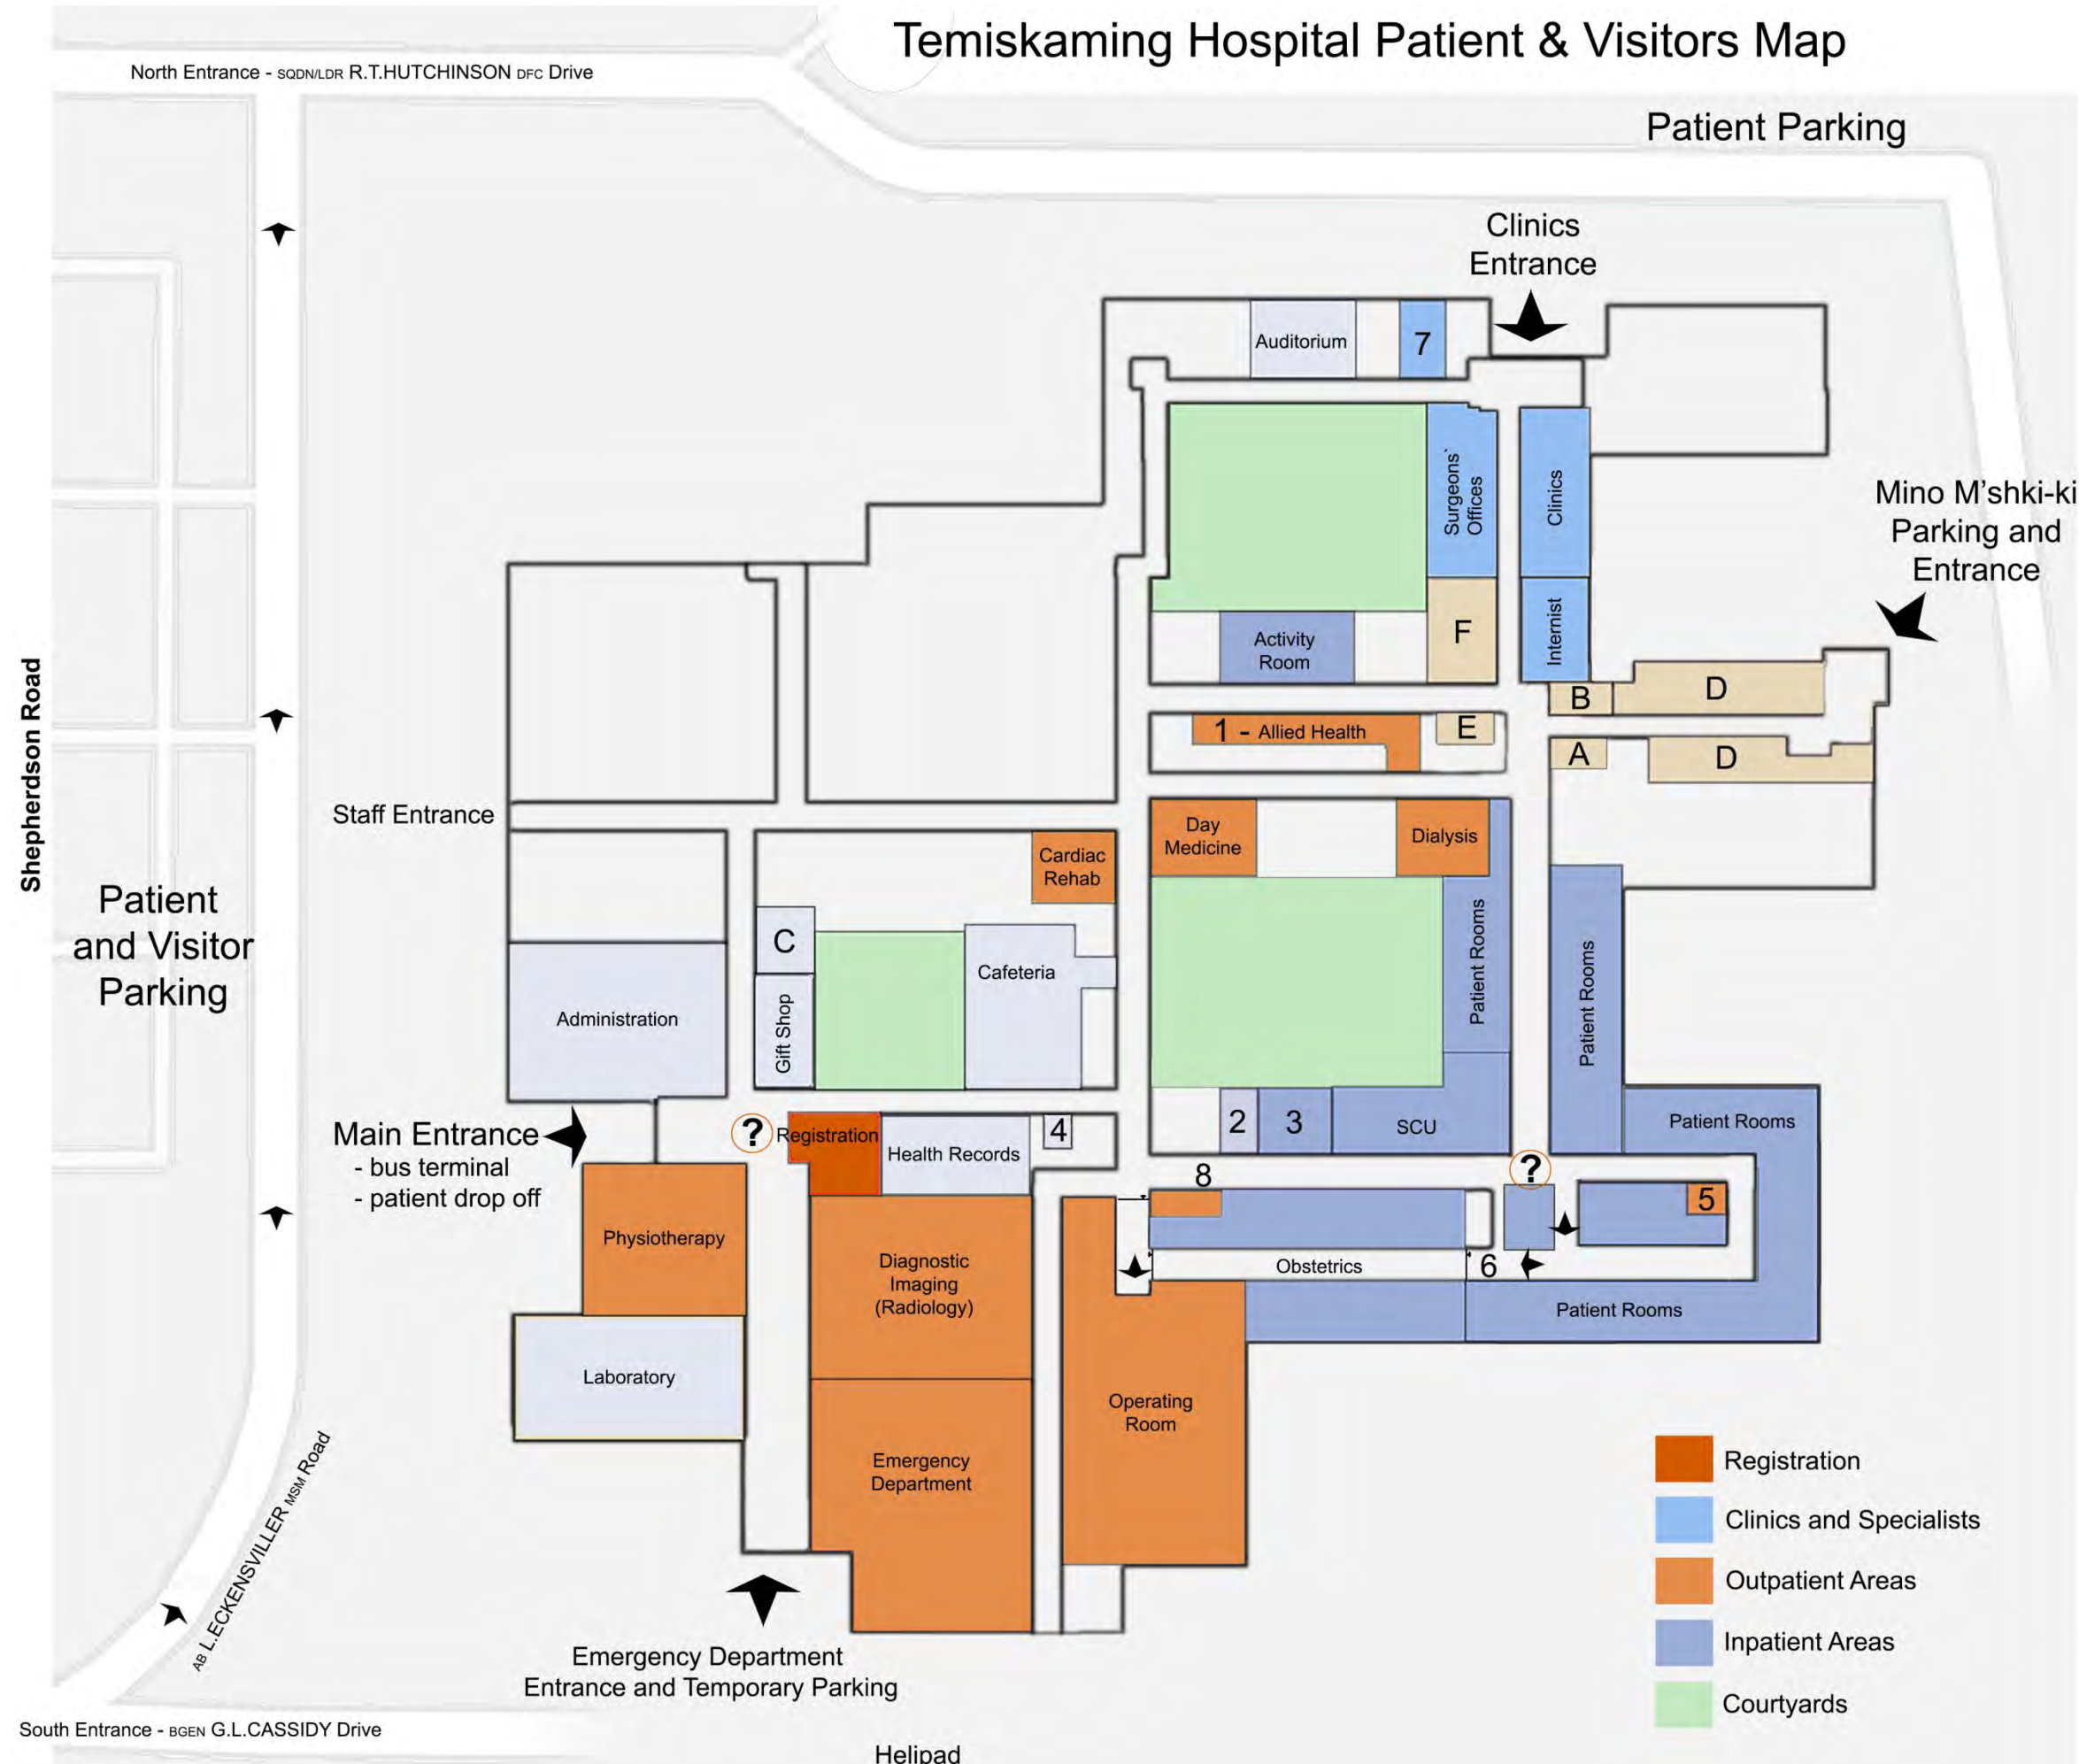 Temiskaming Hospital Patient & Visitors Map
North Entrance - SQDN/LDR R.T.HUTCHINSON DFC Drive
Patient Parking
Clinics
Entrance
Auditorium
7
Surgeons`
Offices
Clinics
Mino M'shki-ki
Parking and
Entrance
Internist
F
Activity
Room
B
D
1 - Allied Health
E
A
D
Shepherdson Road
Staff Entrance
Patient
and Visitor
Parking
Cardiac
Rehab
Day
Medicine
Dialysis
C
Gift Shop
Cafeteria
Administration
Patient Rooms
Patient Rooms
Main Entrance
- bus terminal
- patient drop off
?
Registration
Health Records
4
2
3
SCU
Patient Rooms
8
?
5
Physiotherapy
Diagnostic
Imaging
(Radiology)
Obstetrics
6
Patient Rooms
Laboratory
Operating
Room
Emergency
Department
AB L.ECKENSVILLER MSM Road
Registration
Clinics and Specialists
Outpatient Areas
Inpatient Areas
Courtyards
Emergency Department
Entrance and Temporary Parking
South Entrance - BGEN G.L.CASSIDY Drive
Helipad